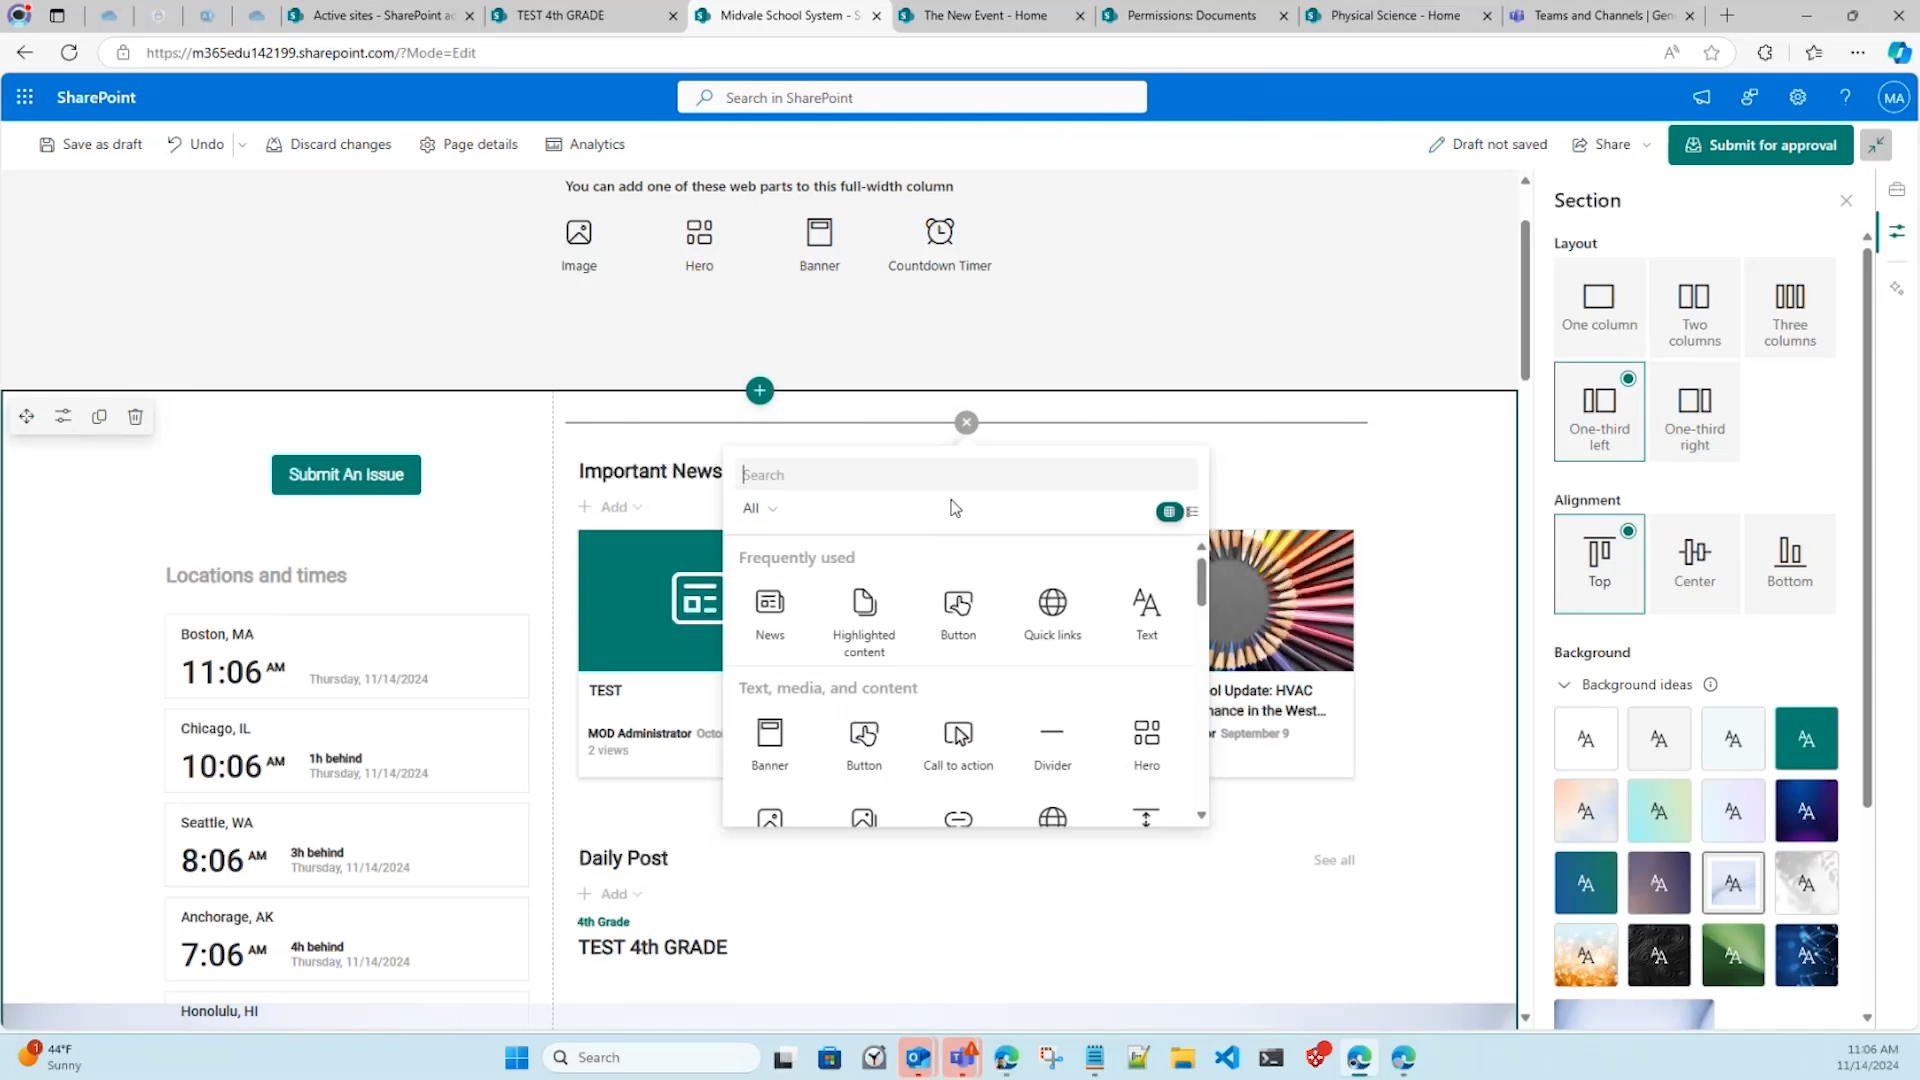 Active sites - SharePoint ac
TEST 4th GRADE
Midvale School System - S
The New Event - Home
Permissions: Documents
Physical Science - Home
Teams and Channels | Gen
https://m365edu142199.sharepoint.com/?Mode=Edit
SharePoint
Search in SharePoint
MA
Save as draft
Undo
Discard changes
Page details
Analytics
Draft not saved
Share
Submit for approval
You can add one of these web parts to this full-width column
Image
Hero
Banner
Countdown Timer
Submit An Issue
Locations and times
Boston, MA
11:06 AM
Thursday, 11/14/2024
Chicago, IL
10:06 AM
1h behind
Thursday, 11/14/2024
Seattle, WA
8:06 AM
3h behind
Thursday, 11/14/2024
Anchorage, AK
7:06 AM
4h behind
Thursday, 11/14/2024
Honolulu, HI
Important News
Add
TEST
MOD Administrator Octo
2 views
ol Update: HVAC
nance in the West...
or September 9
Search
All
Frequently used
News
Highlighted
content
Button
Quick links
Text
Text, media, and content
Banner
Button
Call to action
Divider
Hero
Daily Post
See all
Add
4th Grade
TEST 4th GRADE
Section
Layout
One column
Two
columns
Three
columns
One-third
left
One-third
right
Alignment
Top
Center
Bottom
Background
Background ideas
1
44°F
Sunny
Search
11:06 AM
11/14/2024